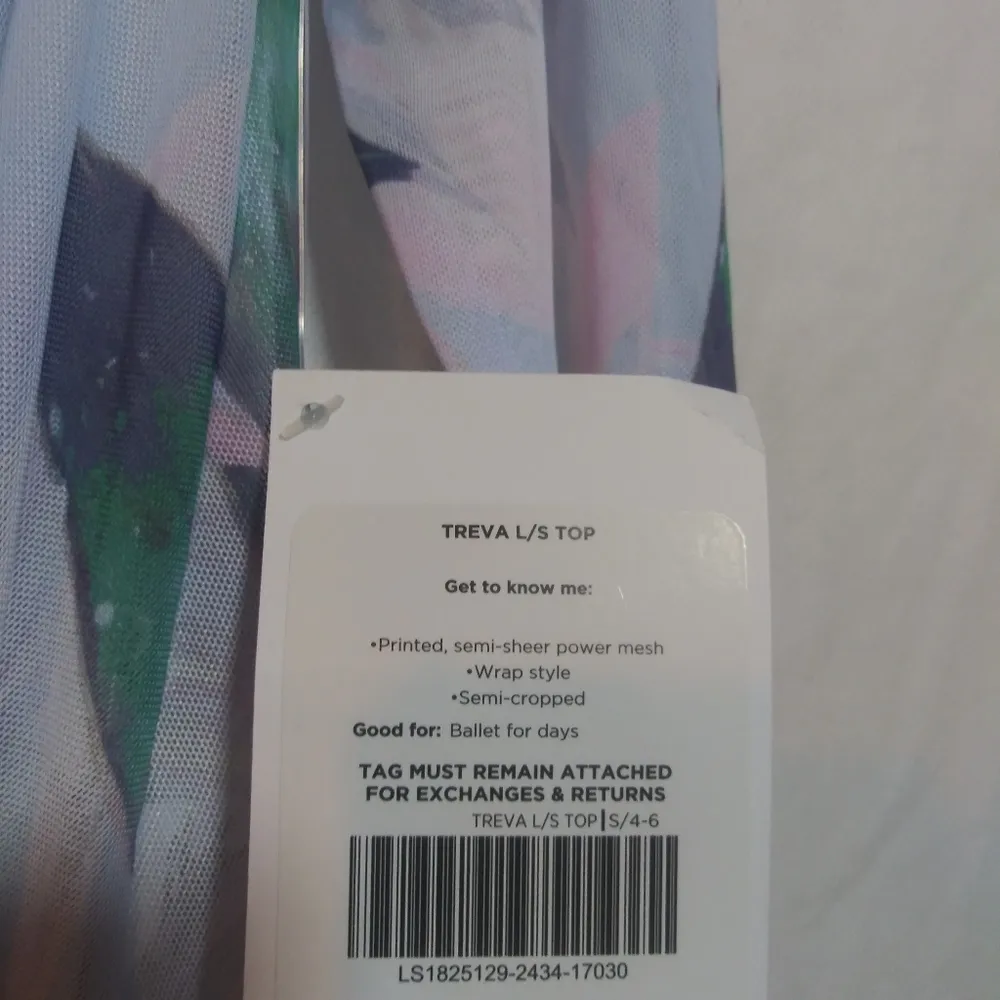 TREVA L/S TOP
Get to know me:
•Printed, semi-sheer power mesh
•Wrap style
•Semi-cropped
Good for: Ballet for days
TAG MUST REMAIN ATTACHED
FOR EXCHANGES & RETURNS
TREVA L/S TOP|S/4-6
LS1825129-2434-17030